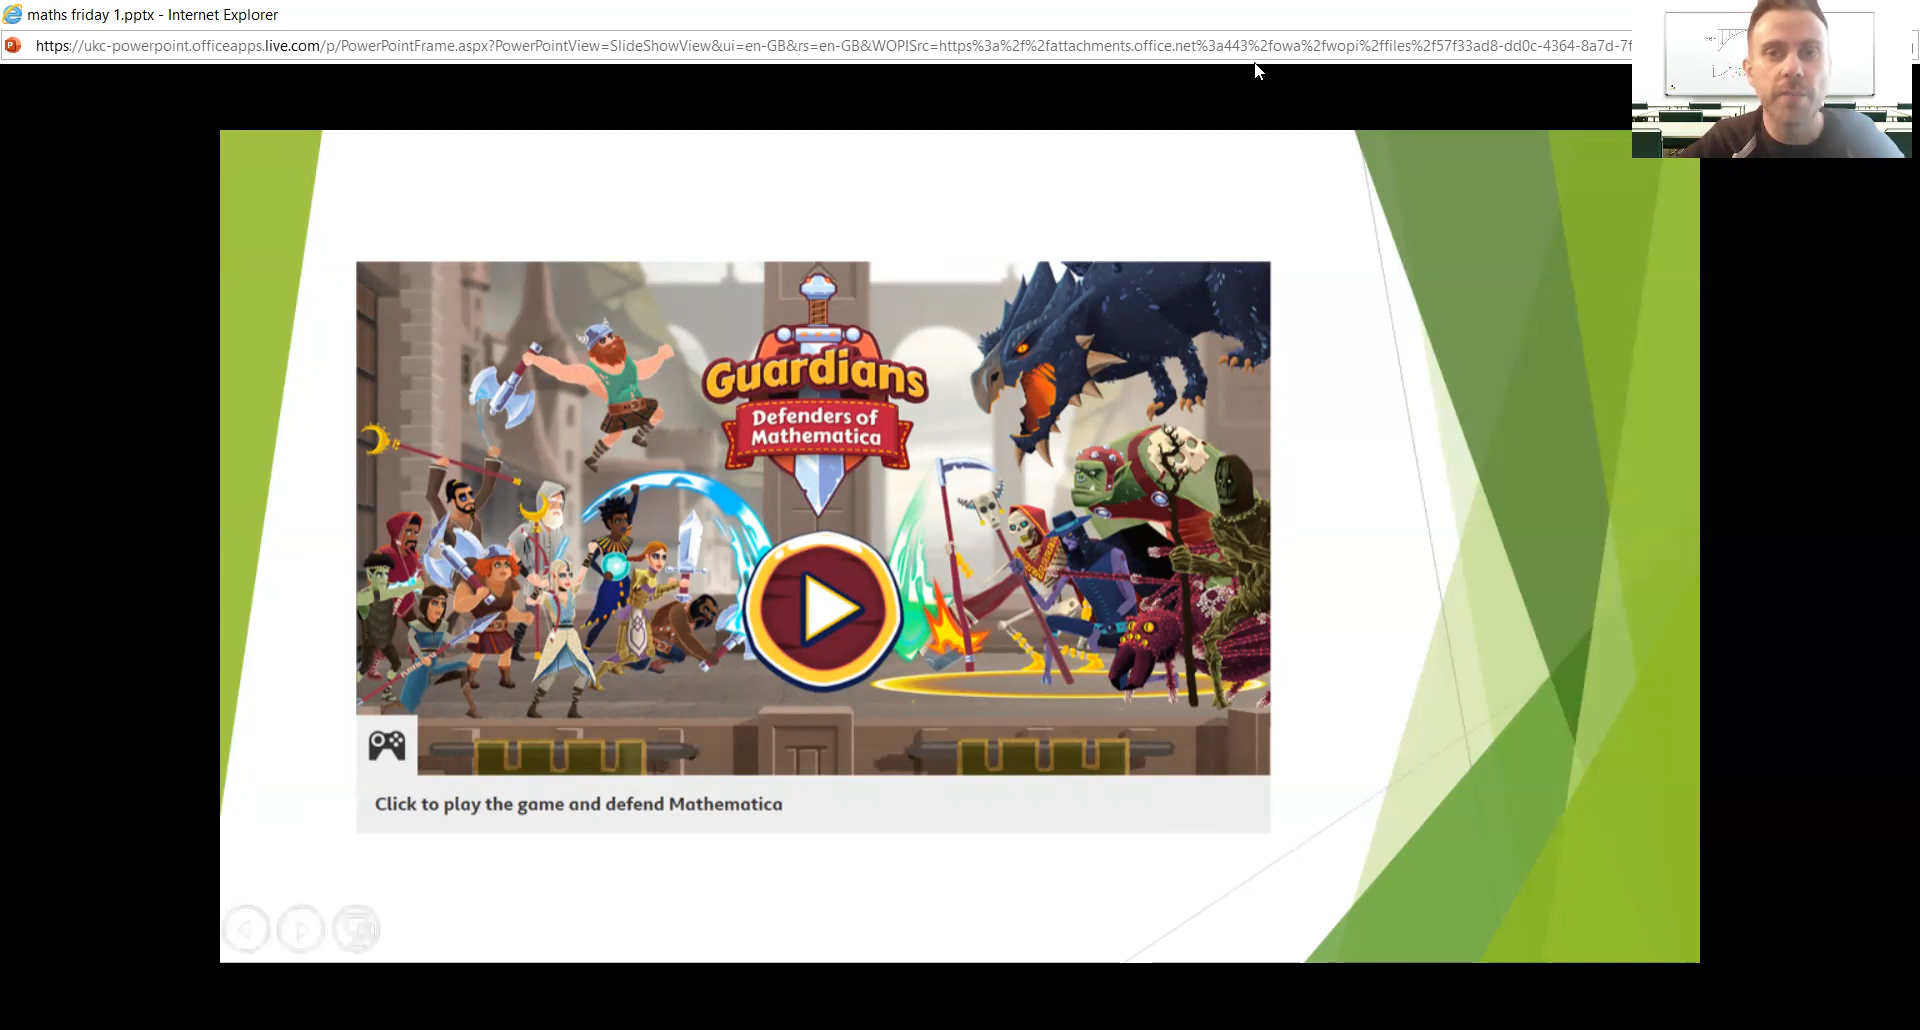 maths friday 1.pptx - Internet Explorer
https://ukc-powerpoint.officeapps.live.com/p/PowerPointFrame.aspx?PowerPointView=SlideShowView&ui=en-GB&rs=en-GB&WOPISrc=https%3a%2f%2fattachments.office.net%3a443%2fowa%2fwopi%2ffiles%2f57f33ad8-dd0c-4364-8a7d-7f
Guardians
Defenders of
Mathematica
Click to play the game and defend Mathematica